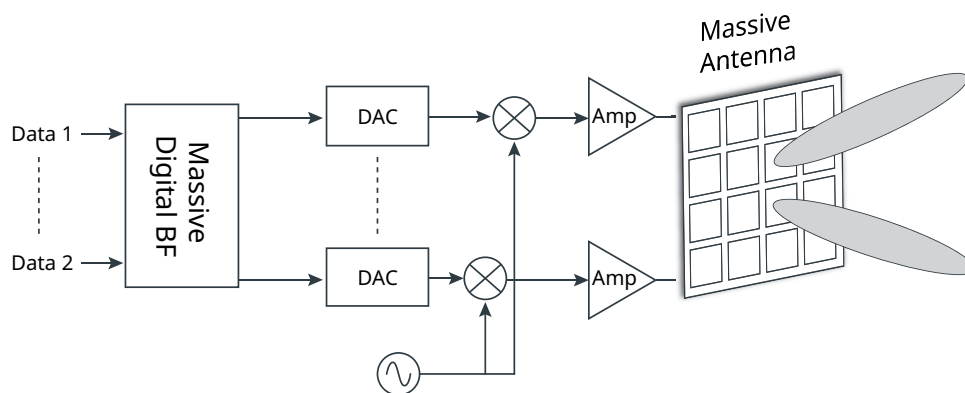 Massive
Antenna
Data 1
DAC
Amp
Massive
Digital BF
Data 2
DAC
Amp